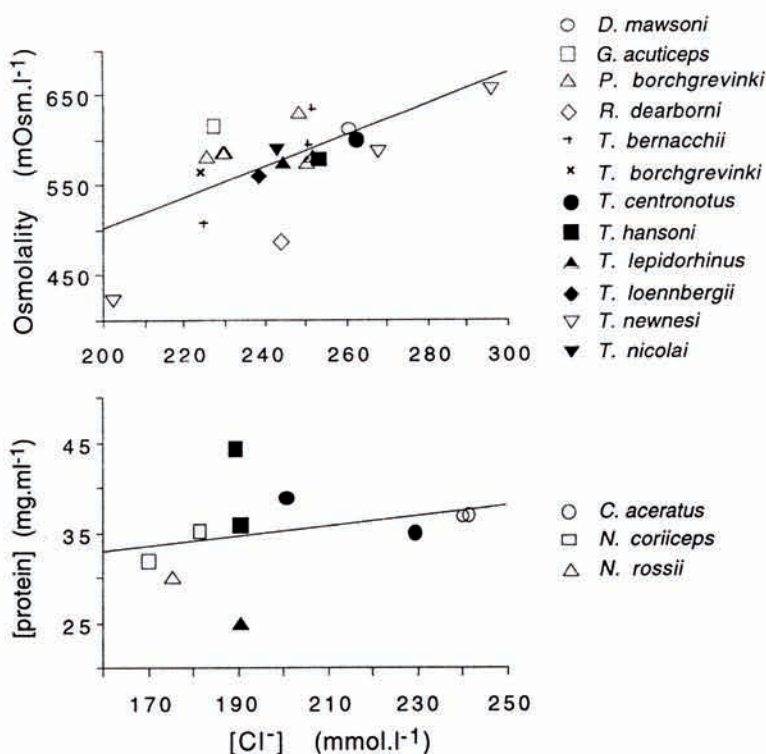 650
550
450
Osmolality (mOsm.l-1)
200 220 240 260 280 300
D. mawsoni
G. acuticeps
P. borchgrevinki
R. dearborni
T. bernacchii
T. borchgrevinki
T. centronotus
T. hansoni
T. lepidorhinus
T. loennbergii
T. newnesi
T. nicolai
45
35
25
[protein] (mg.ml-1)
170 190 210 230 250
[Cl-] (mmol.l-1)
C. aceratus
N. coriiceps
N. rossii